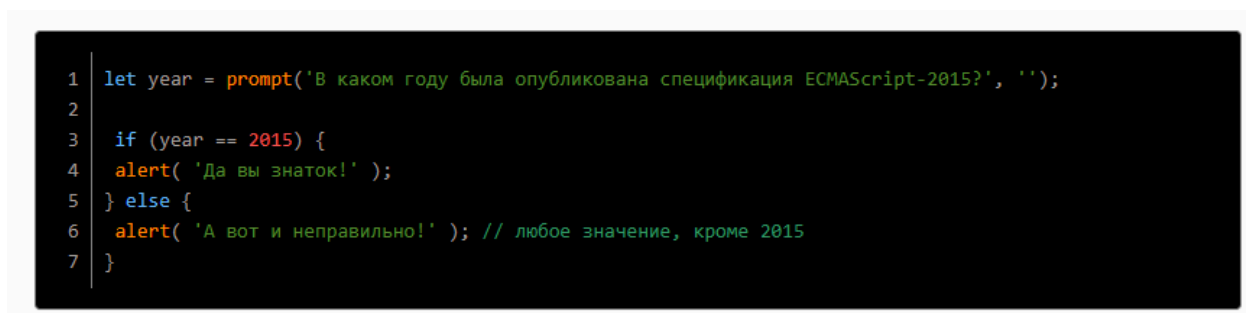 1 let year = prompt('В каком году была опубликована спецификация ECMAScript-2015?', '');
2
3 if (year == 2015) {
4 alert( 'Да вы знаток!' );
5 } else {
6 alert( 'А вот и неправильно!' ); // любое значение, кроме 2015
7 }